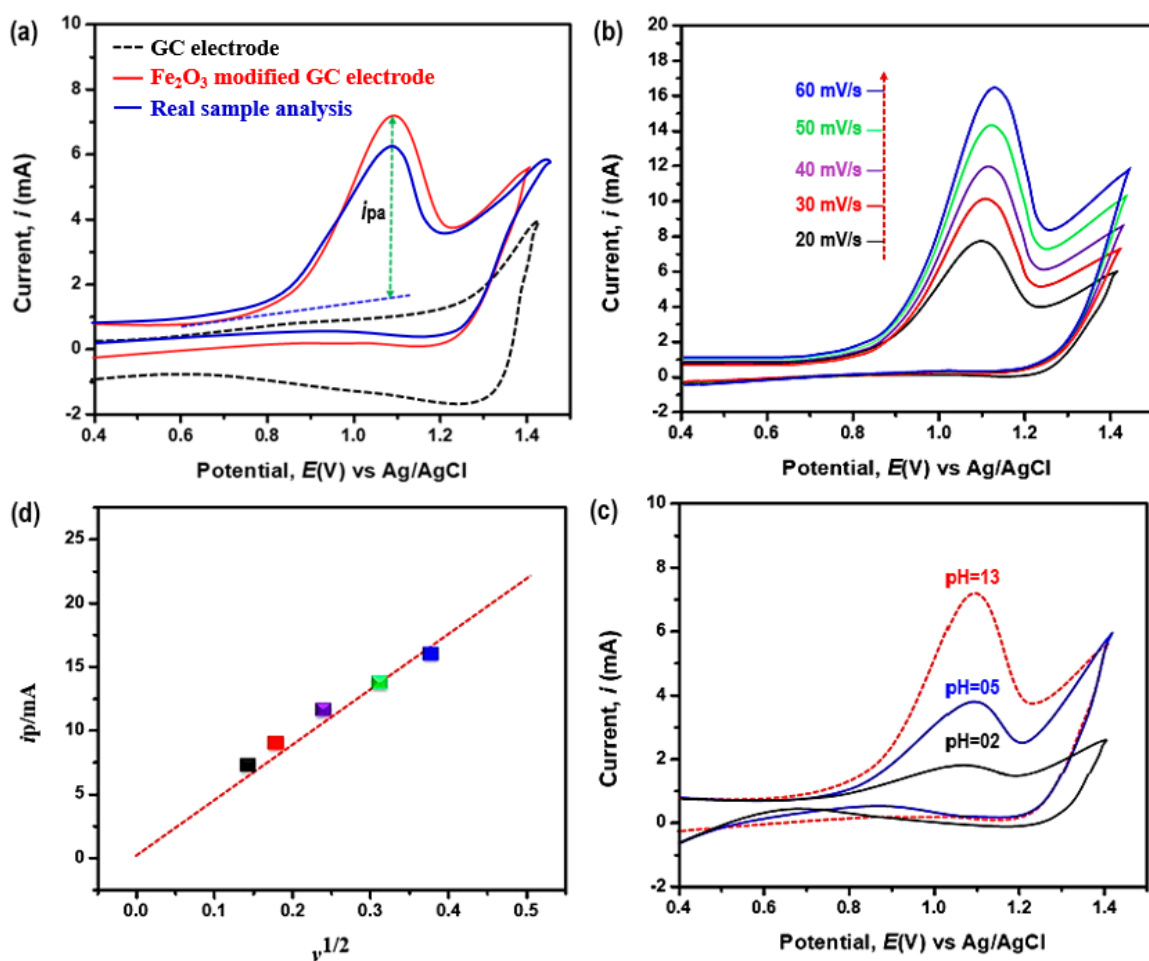 (a)
GC electrode
Fe₂O₃ modified GC electrode
Real sample analysis
ipa
10
8
6
4
2
0
-2
0.4 0.6 0.8 1.0 1.2 1.4
Current, i (mA)
Potential, E(V) vs Ag/AgCl
(b)
60 mV/s
50 mV/s
40 mV/s
30 mV/s
20 mV/s
20
18
16
14
12
10
8
6
4
2
0
-2
0.4 0.6 0.8 1.0 1.2 1.4
Current, i (mA)
Potential, E(V) vs Ag/AgCl
(d)
25
20
15
10
5
0
0.0 0.1 0.2 0.3 0.4 0.5
ip/mA
v^1/2
(c)
pH=13
pH=05
pH=02
10
8
6
4
2
0
-2
0.4 0.6 0.8 1.0 1.2 1.4
Current, i (mA)
Potential, E(V) vs Ag/AgCl